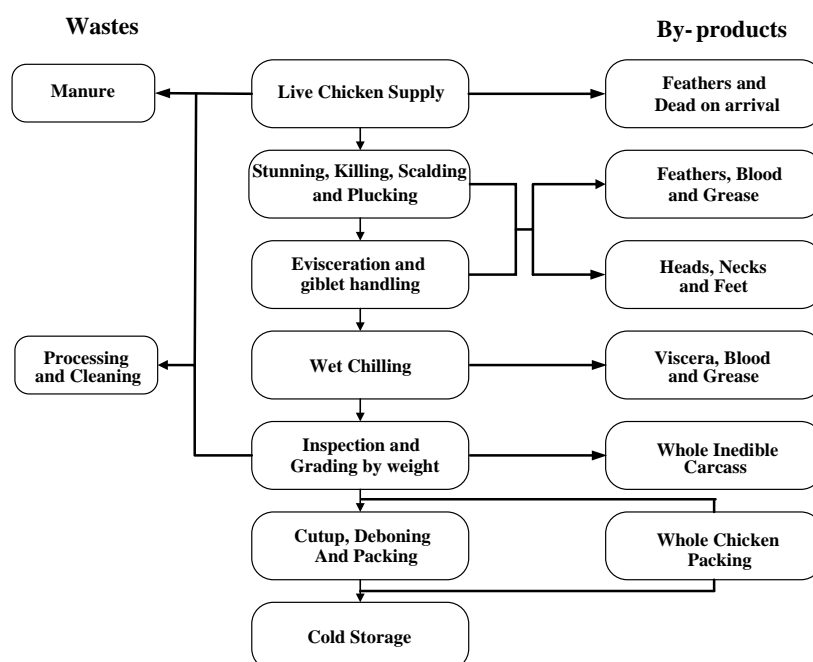 Wastes
By- products
Manure
Live Chicken Supply
Feathers and
Dead on arrival
Stunning, Killing, Scalding
and Plucking
Feathers, Blood
and Grease
Evisceration and
giblet handling
Heads, Necks
and Feet
Processing
and Cleaning
Wet Chilling
Viscera, Blood
and Grease
Inspection and
Grading by weight
Whole Inedible
Carcass
Cutup, Deboning
And Packing
Whole Chicken
Packing
Cold Storage